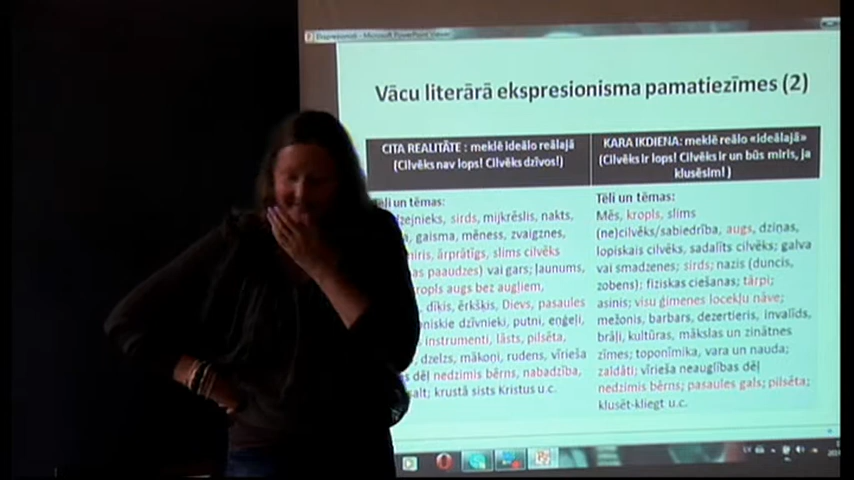 Ekspresionisti - Microsoft PowerPoint Viewer
Vācu literārā ekspresionisma pamatiezīmes (2)
CITA REALITĀTE : meklē ideālo reālajā
(Cilvēks nav lops! Cilvēks dzīvos!)
KARA IKDIENA: meklē reālo «ideālajā»
(Cilvēks ir lops! Cilvēks ir un būs miris, ja
klusēsim! )
un tēmas:
sirds, mijkrēslis, nakts,
gaisma, mēness, zvaigznes,
ārprātīgs, slims cilvēks
paaudzes) vai gars; ļaunums,
kropls augs bez augļiem,
dīķis, ērkšķis, Dievs, pasaules
dzīvnieki, putni, eņģeļi,
instrumenti, lāsts, pilsēta,
dzelzs, mākoņi, rudens, vīrieša
dēļ nedzimis bērns, nabadzība,
krustā sists Kristus u.c.
Tēli un tēmas:
Mēs, kropls, slims
(ne)cilvēks/sabiedrība, augs, dziņas,
lopiskais cilvēks, sadalīts cilvēks; galva
vai smadzenes; sirds; nazis (duncis,
zobens); fiziskas ciešanas; tārpi;
asinis; visu ģimenes locekļu nāve;
mežonis, barbars, dezertieris, invalīds,
brāļi, kultūras, mākslas un zinātnes
zīmes; toponīmika, vara un nauda;
zaldāti; vīrieša neauglības dēļ
nedzimis bērns; pasaules gals; pilsēta;
klusēt-kliegt u.c.
LV